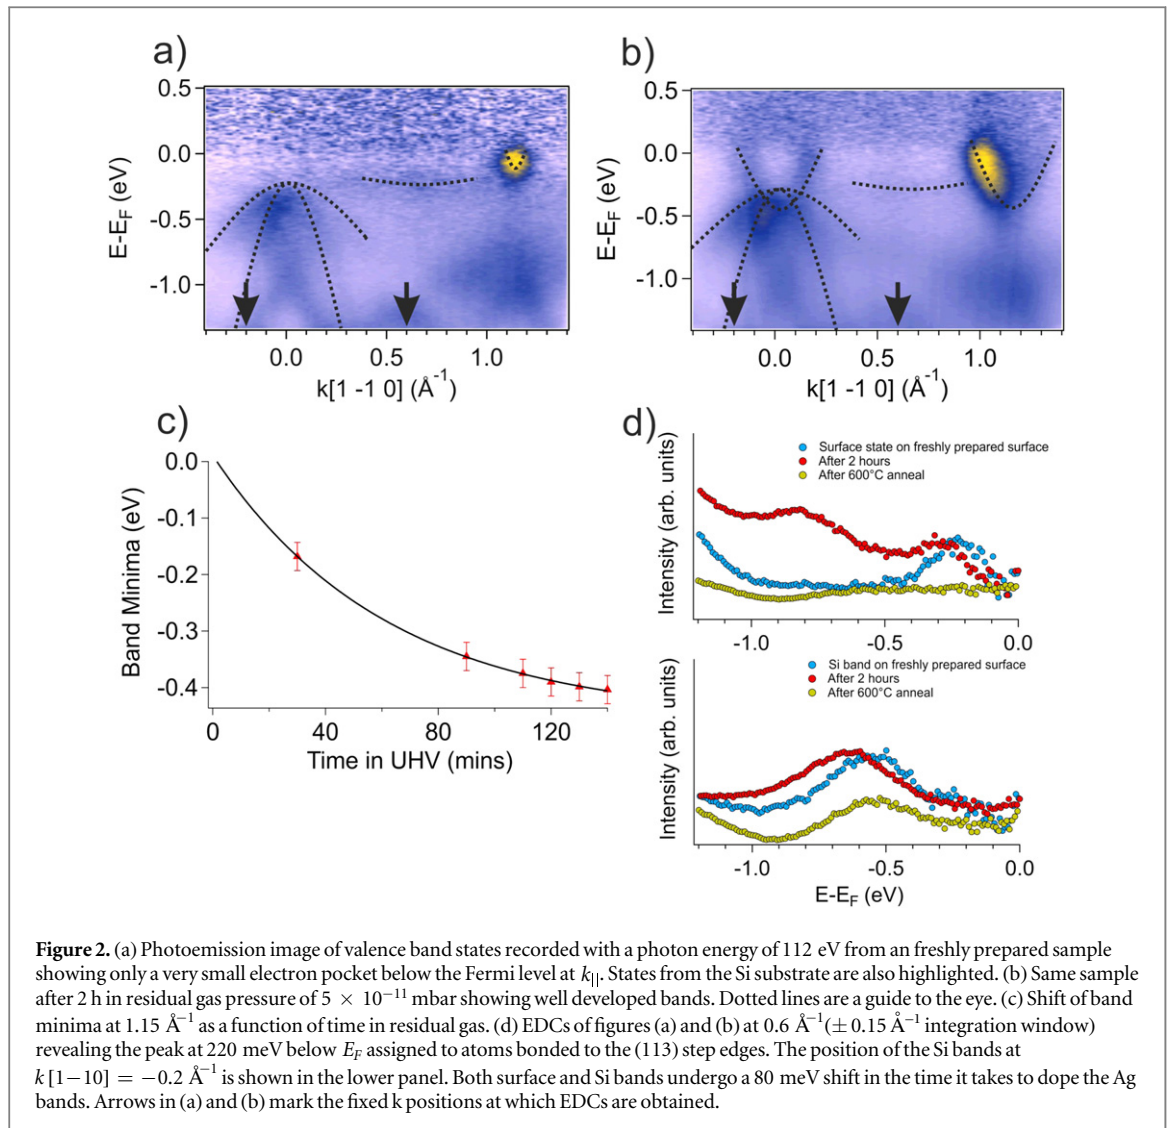 a)
b)
0.5
0.0
-0.5
-1.0
E-EF (eV)
0.0 0.5 1.0
k[1 -1 0] (Å-1)
0.5
0.0
-0.5
-1.0
E-EF (eV)
0.0 0.5 1.0
k[1 -1 0] (Å-1)
c)
0.0
-0.1
-0.2
-0.3
-0.4
Band Minima (eV)
0 40 80 120
Time in UHV (mins)
d)
Intensity (arb. units)
Surface state on freshly prepared surface
After 2 hours
After 600°C anneal
-1.0 -0.5 0.0
Intensity (arb. units)
Si band on freshly prepared surface
After 2 hours
After 600°C anneal
-1.0 -0.5 0.0
E-EF (eV)
Figure 2. (a) Photoemission image of valence band states recorded with a photon energy of 112 eV from an freshly prepared sample
showing only a very small electron pocket below the Fermi level at k||. States from the Si substrate are also highlighted. (b) Same sample
after 2 h in residual gas pressure of 5 × 10−11 mbar showing well developed bands. Dotted lines are a guide to the eye. (c) Shift of band
minima at 1.15 Å−1 as a function of time in residual gas. (d) EDCs of figures (a) and (b) at 0.6 Å−1(± 0.15 Å−1 integration window)
revealing the peak at 220 meV below EF assigned to atoms bonded to the (113) step edges. The position of the Si bands at
k [1−10] = −0.2 Å−1 is shown in the lower panel. Both surface and Si bands undergo a 80 meV shift in the time it takes to dope the Ag
bands. Arrows in (a) and (b) mark the fixed k positions at which EDCs are obtained.